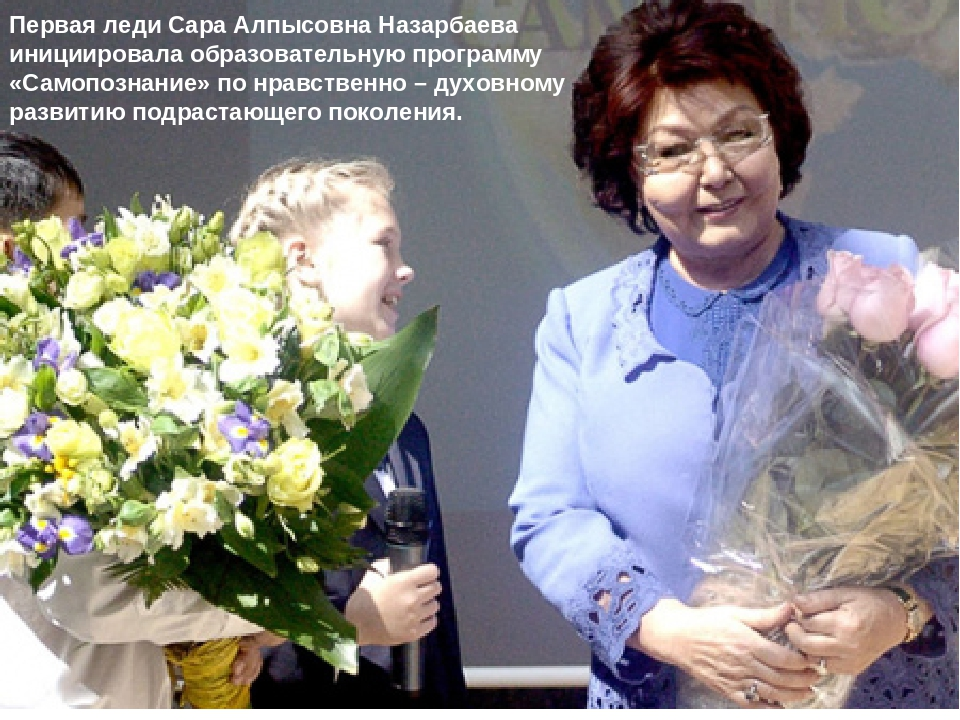 Первая леди Сара Алпысовна Назарбаева
инициировала образовательную программу
«Самопознание» по нравственно – духовному
развитию подрастающего поколения.